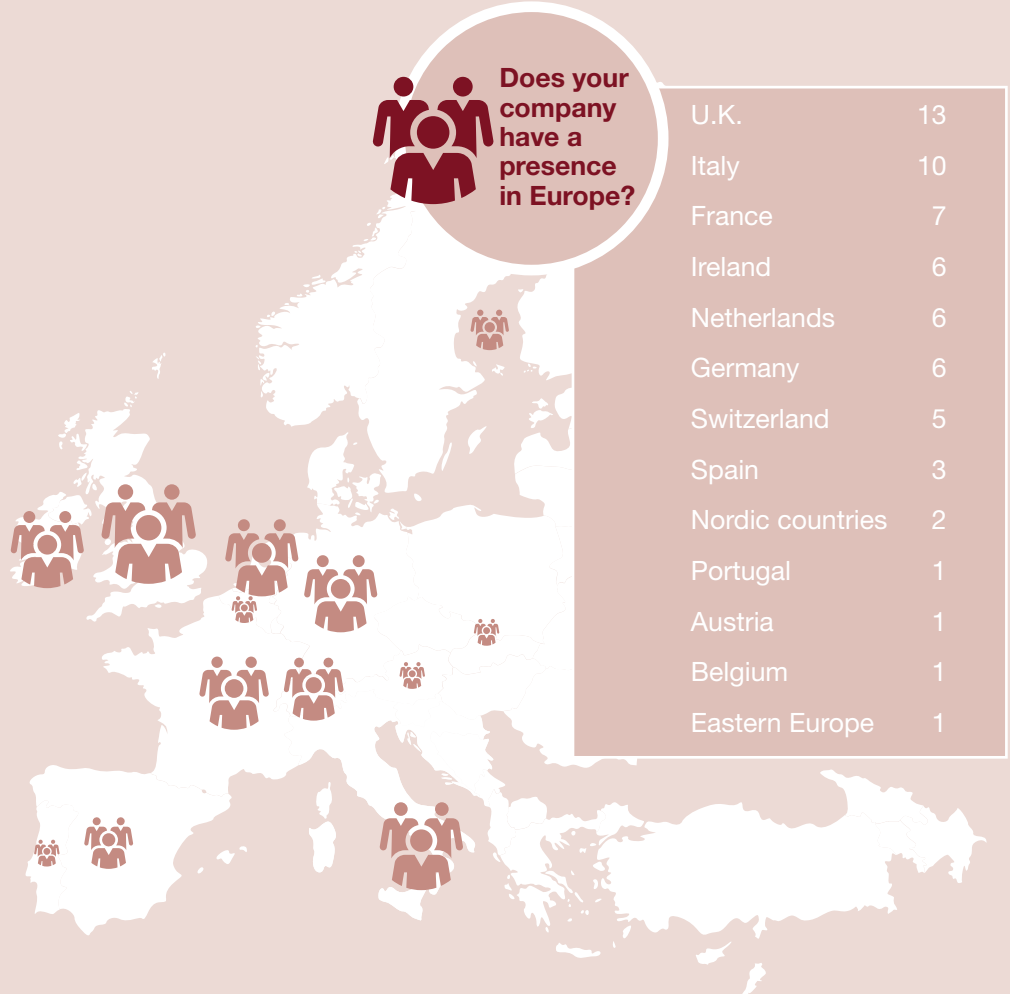 Does your
company
have a
presence
in Europe?
U.K. 13
Italy 10
France 7
Ireland 6
Netherlands 6
Germany 6
Switzerland 5
Spain 3
Nordic countries 2
Portugal 1
Austria 1
Belgium 1
Eastern Europe 1